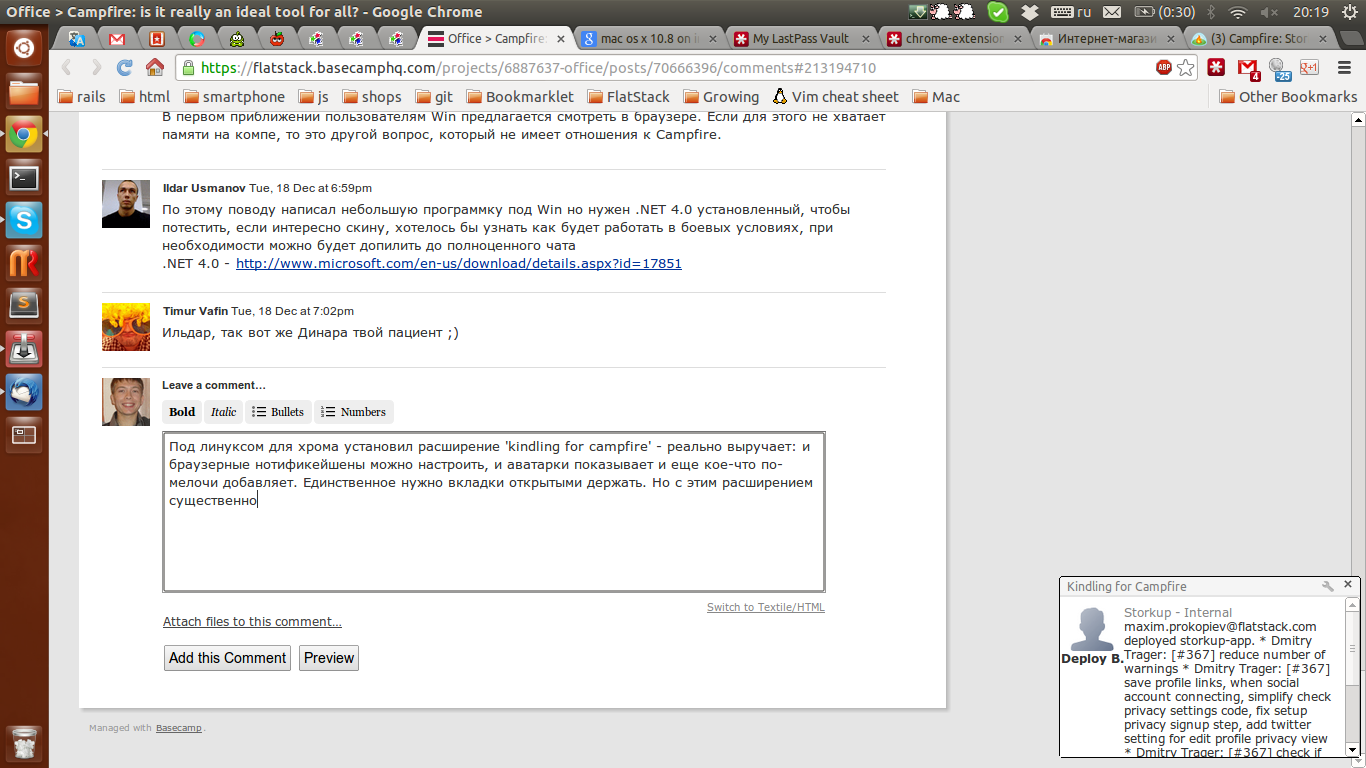 Office > Campfire: is it really an ideal tool for all? - Google Chrome
ru
(0:30)
20:19
Office > Campfire:
mac os x 10.8 on i
My LastPass Vault
chrome-extension
Интернет-магази
(3) Campfire: Stor
https://flatstack.basecamphq.com/projects/6887637-office/posts/70666396/comments#213194710
ABP
4
-25
rails
html
smartphone
js
shops
git
Bookmarklet
FlatStack
Growing
Vim cheat sheet
Mac
Other Bookmarks
В первом приближении пользователям Win предлагается смотреть в браузере. Если для этого не хватает
памяти на компе, то это другой вопрос, который не имеет отношения к Campfire.
Ildar Usmanov Tue, 18 Dec at 6:59pm
По этому поводу написал небольшую программку под Win но нужен .NET 4.0 установленный, чтобы
потестить, если интересно скину, хотелось бы узнать как будет работать в боевых условиях, при
необходимости можно будет допилить до полноценного чата
.NET 4.0 - http://www.microsoft.com/en-us/download/details.aspx?id=17851
Timur Vafin Tue, 18 Dec at 7:02pm
Ильдар, так вот же Динара твой пациент ;)
Leave a comment...
Bold
Italic
Bullets
Numbers
Под линуксом для хрома установил расширение 'kindling for campfire' - реально выручает: и
браузерные нотификейшены можно настроить, и аватарки показывает и еще кое-что по-
мелочи добавляет. Единственное нужно вкладки открытыми держать. Но с этим расширением
существенно
Switch to Textile/HTML
Attach files to this comment...
Add this Comment
Preview
Managed with Basecamp.
Kindling for Campfire
Deploy B.
Storkup - Internal
maxim.prokopiev@flatstack.com
deployed storkup-app. * Dmitry
Trager: [#367] reduce number of
warnings * Dmitry Trager: [#367]
save profile links, when social
account connecting, simplify check
privacy settings code, fix setup
privacy signup step, add twitter
setting for edit profile privacy view
* Dmitry Trager: [#367] check if